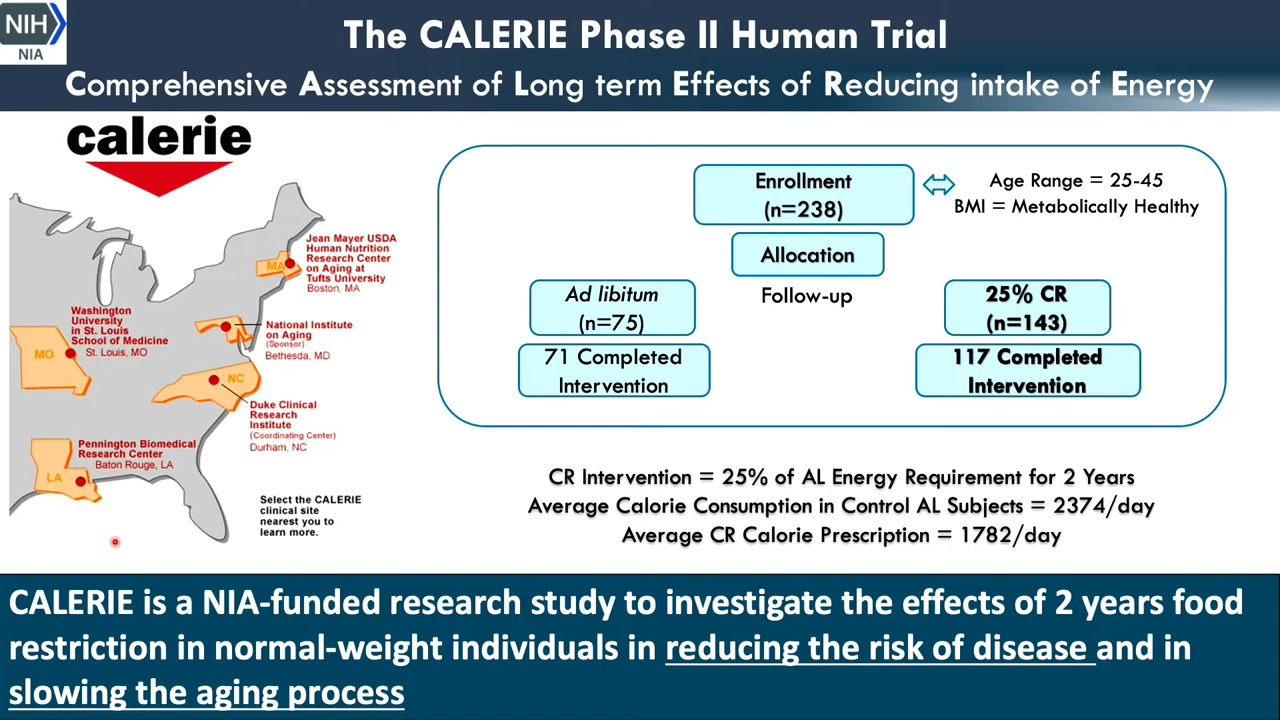 NIH
NIA
The CALERIE Phase II Human Trial
Comprehensive Assessment of Long term Effects of Reducing intake of Energy
calerie
Jean Mayer USDA
Human Nutrition
Research Center
on Aging at
Tufts University
Boston, MA
MA
Washington
University
in St. Louis
School of Medicine
St. Louis, MO
MO
National Institute
on Aging
(Sponsor)
Bethesda, MD
NC
Duke Clinical
Research
Institute
(Coordinating Center)
Durham, NC
Pennington Biomedical
Research Center
Baton Rouge, LA
LA
Select the CALERIE
clinical site
nearest you to
learn more.
Enrollment
(n=238)
Age Range = 25-45
BMI = Metabolically Healthy
Allocation
Ad libitum
(n=75)
Follow-up
25% CR
(n=143)
71 Completed
Intervention
117 Completed
Intervention
CR Intervention = 25% of AL Energy Requirement for 2 Years
Average Calorie Consumption in Control AL Subjects = 2374/day
Average CR Calorie Prescription = 1782/day
CALERIE is a NIA-funded research study to investigate the effects of 2 years food
restriction in normal-weight individuals in reducing the risk of disease and in
slowing the aging process